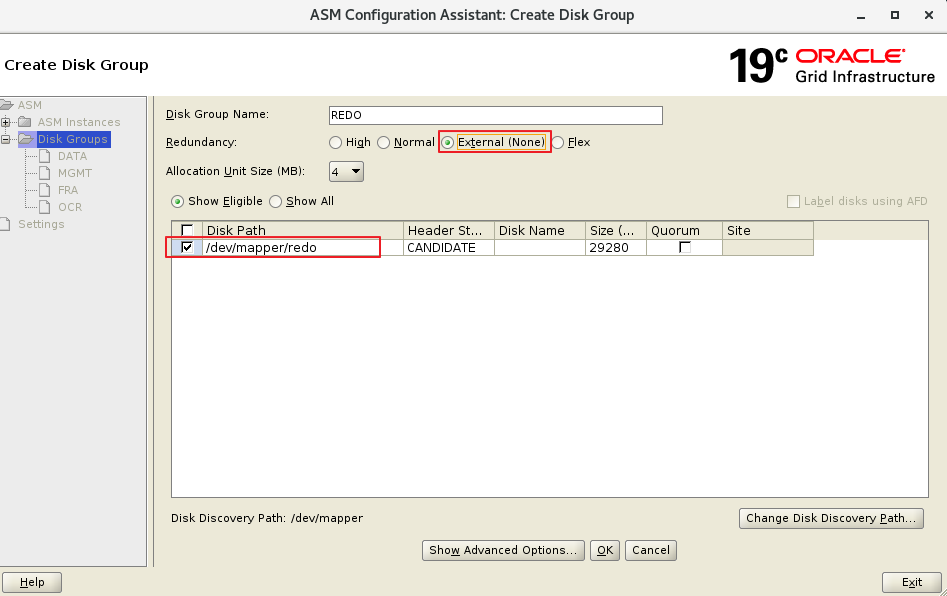 ASM Configuration Assistant: Create Disk Group
Create Disk Group
19c ORACLE
Grid Infrastructure
ASM
ASM Instances
Disk Groups
DATA
MGMT
FRA
OCR
Settings
Disk Group Name: REDO
Redundancy: High Normal External (None) Flex
Allocation Unit Size (MB): 4
Show Eligible Show All Label disks using AFD
Disk Path Header St... Disk Name Size (... Quorum Site
/dev/mapper/redo CANDIDATE 29280
Disk Discovery Path: /dev/mapper Change Disk Discovery Path...
Show Advanced Options... OK Cancel
Help Exit